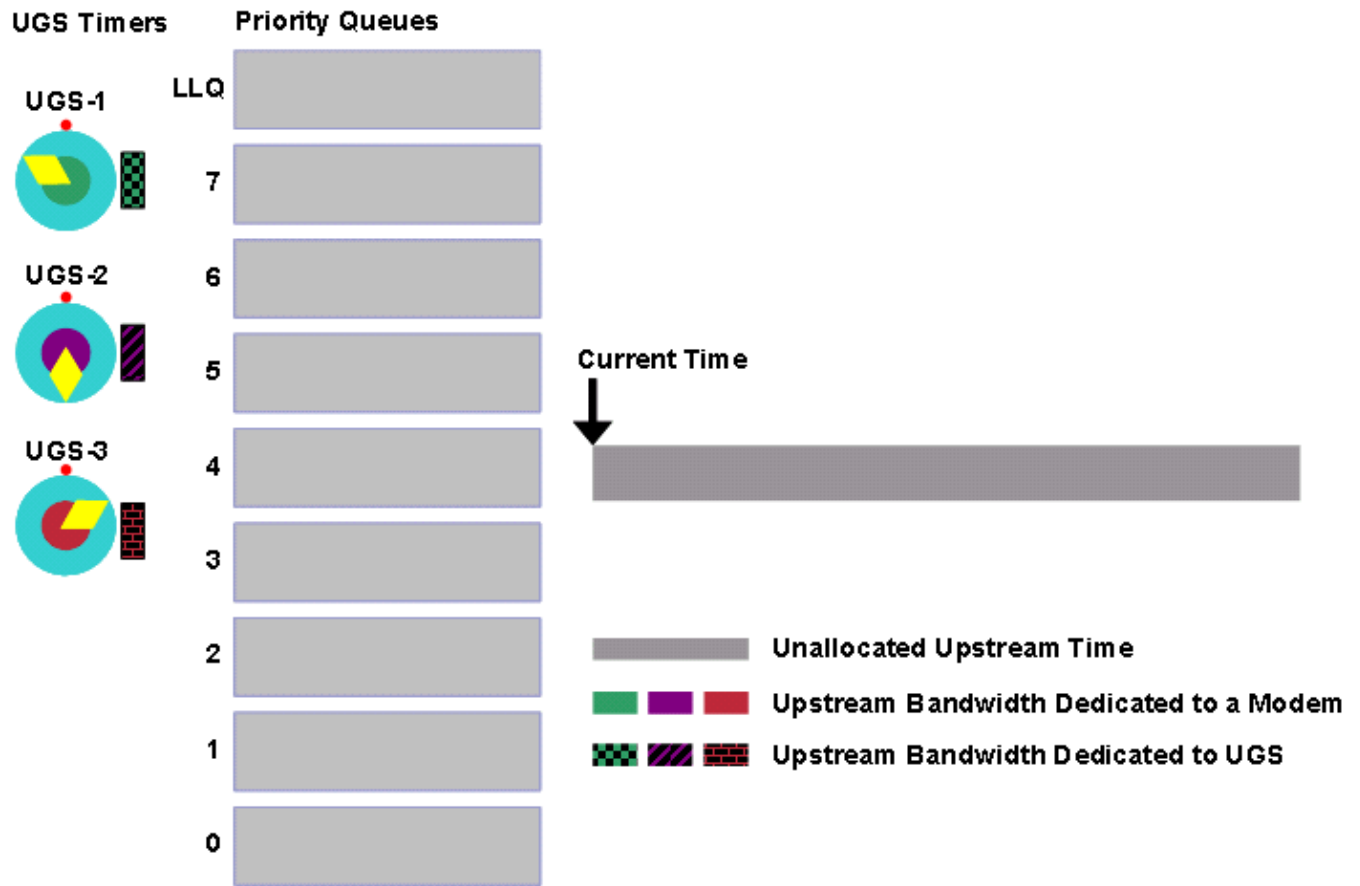 UGS Timers
Priority Queues
LLQ
UGS-1
7
UGS-2
6
5
Current Time
UGS-3
4
3
2
Unallocated Upstream Time
Upstream Bandwidth Dedicated to a Modem
1
Upstream Bandwidth Dedicated to UGS
0